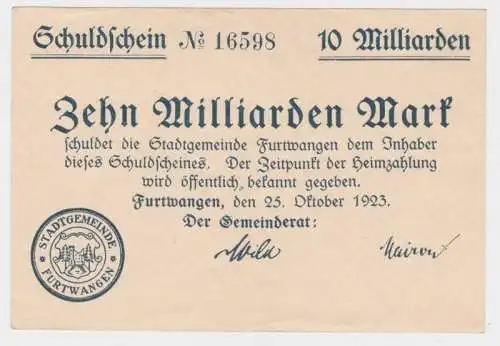 Schuldschein № 16598 10 Milliarden
Zehn Milliarden Mark
schuldet die Stadtgemeinde Furtwangen dem Inhaber
dieses Schuldscheines. Der Zeitpunkt der Heimzahlung
wird öffentlich bekannt gegeben.
Furtwangen, den 25. Oktober 1923.
Der Gemeinderat:
STADTGEMEINDE
FURTWANGEN
Wild